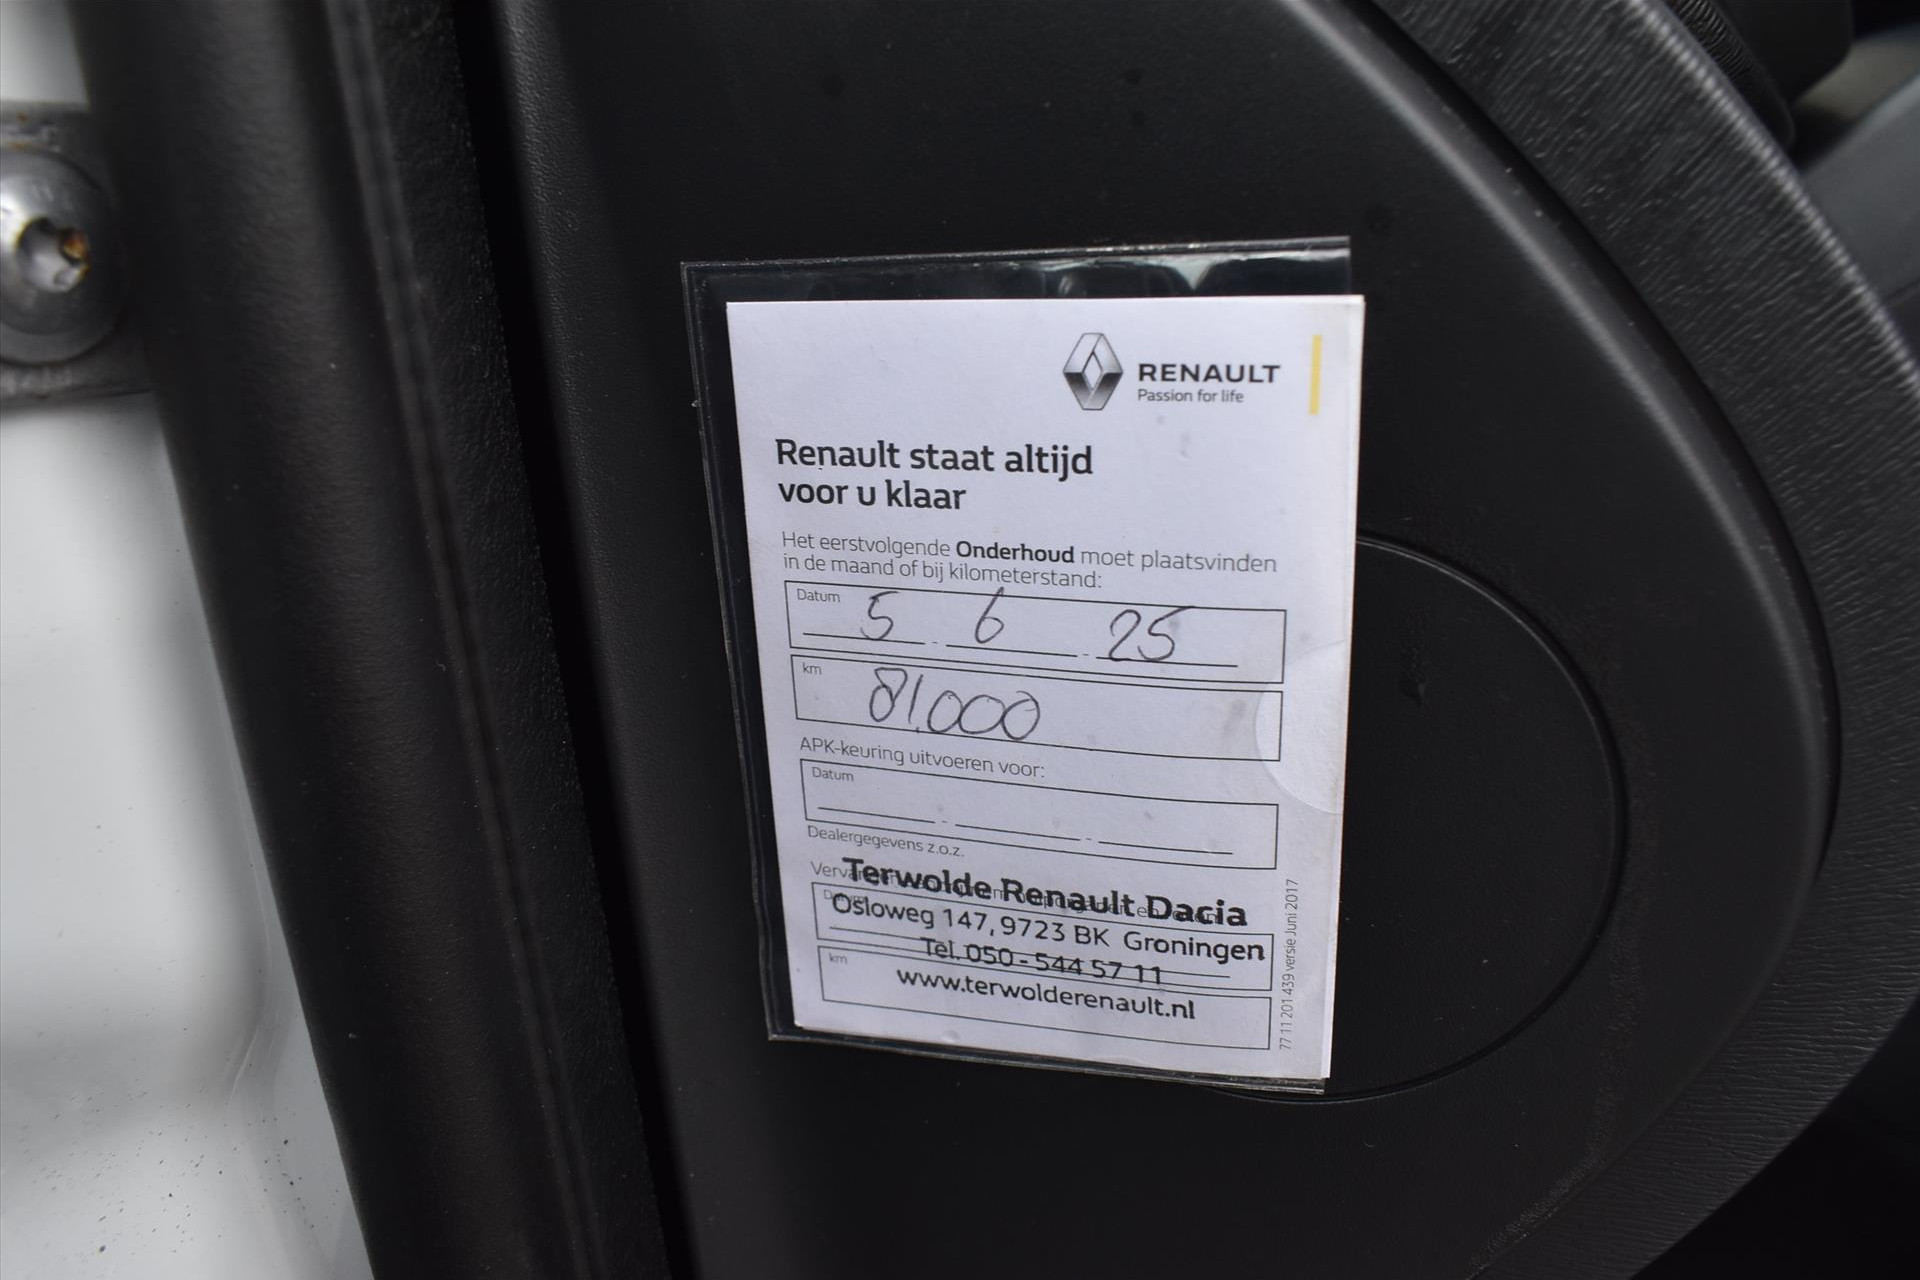 RENAULT
Passion for life
Renault staat altijd
voor u klaar
Het eerstvolgende Onderhoud moet plaatsvinden
in de maand of bij kilometerstand:
Datum 5 - 6 - 25
km 81.000
APK-keuring uitvoeren voor:
Datum - -
Dealergegevens z.o.z.
Terwolde Renault Dacia
Osloweg 147, 9723 BK Groningen
Tel. 050 - 544 57 11
km
www.terwolderenault.nl
77 11 201 439 versie Juni 2017